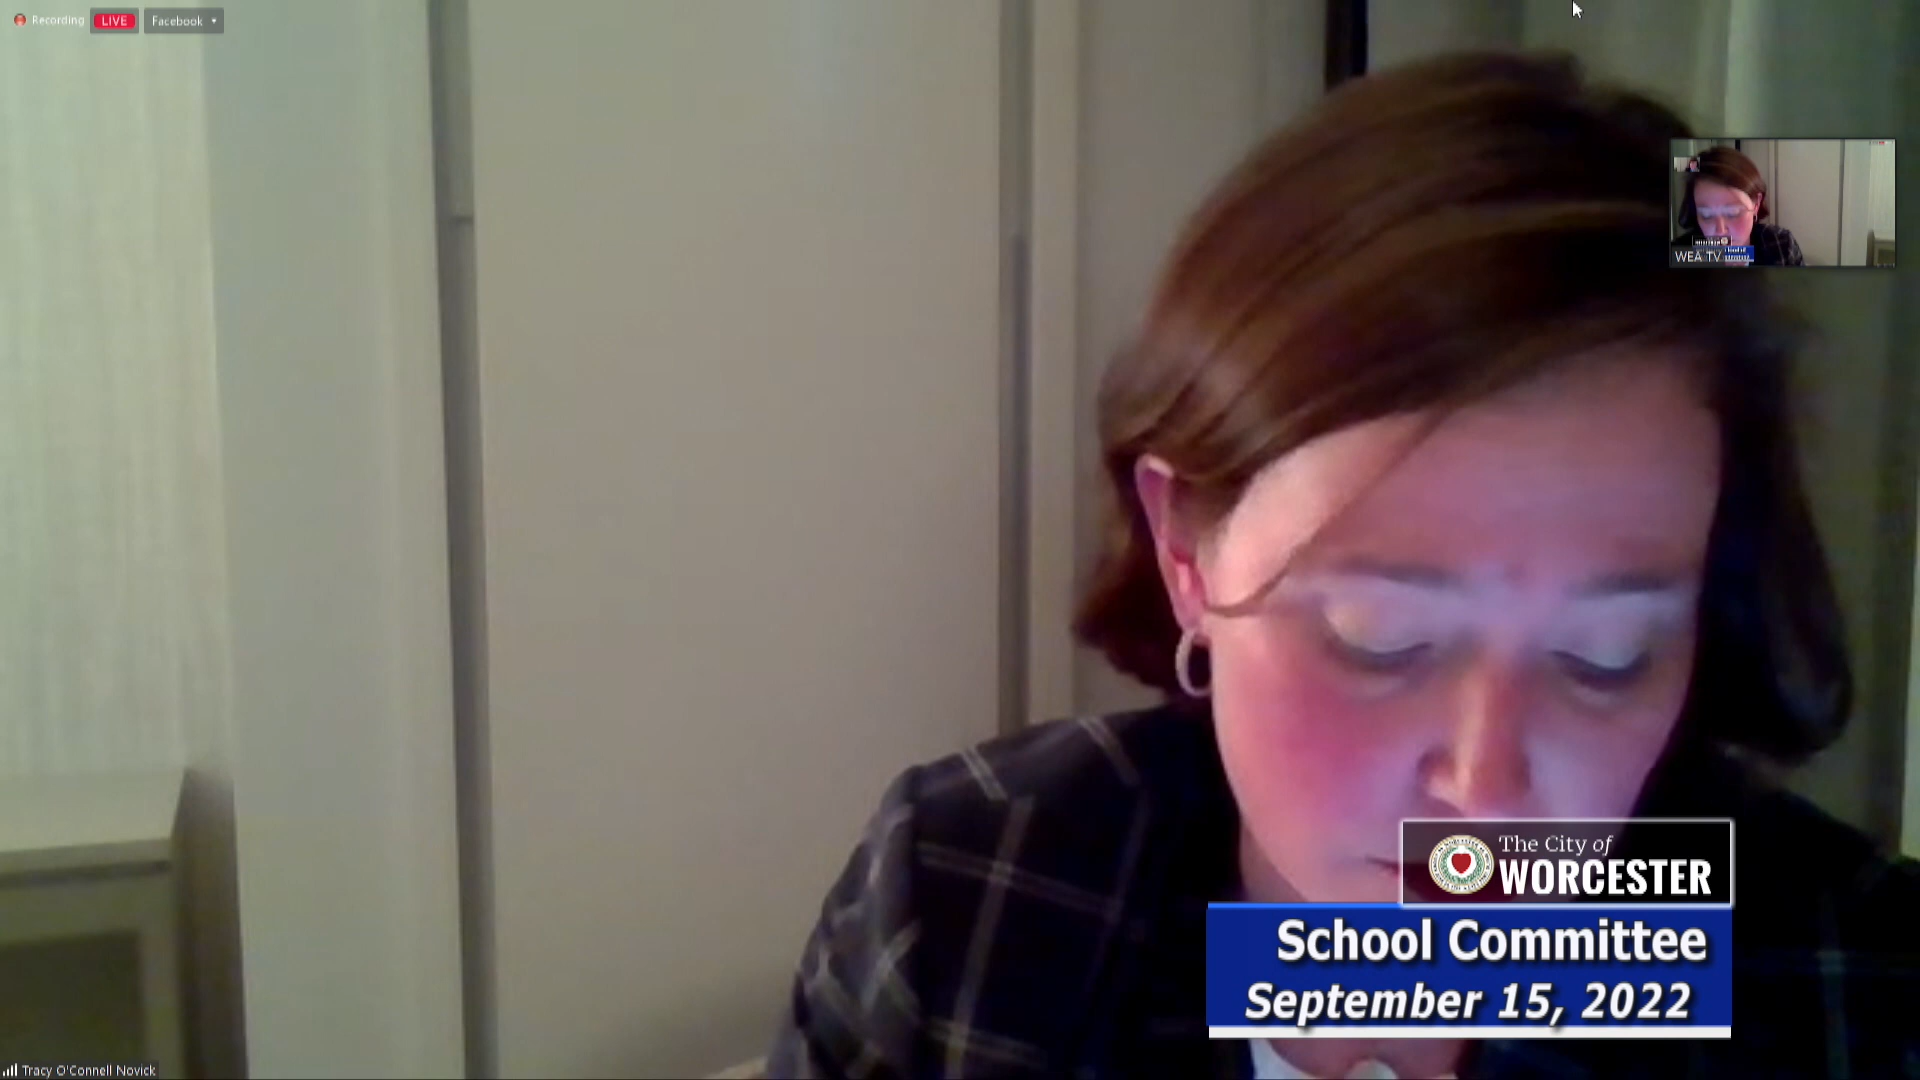 Recording LIVE Facebook
WEA TV
The City of
WORCESTER
School Committee
September 15, 2022
Tracy O'Connell Novick